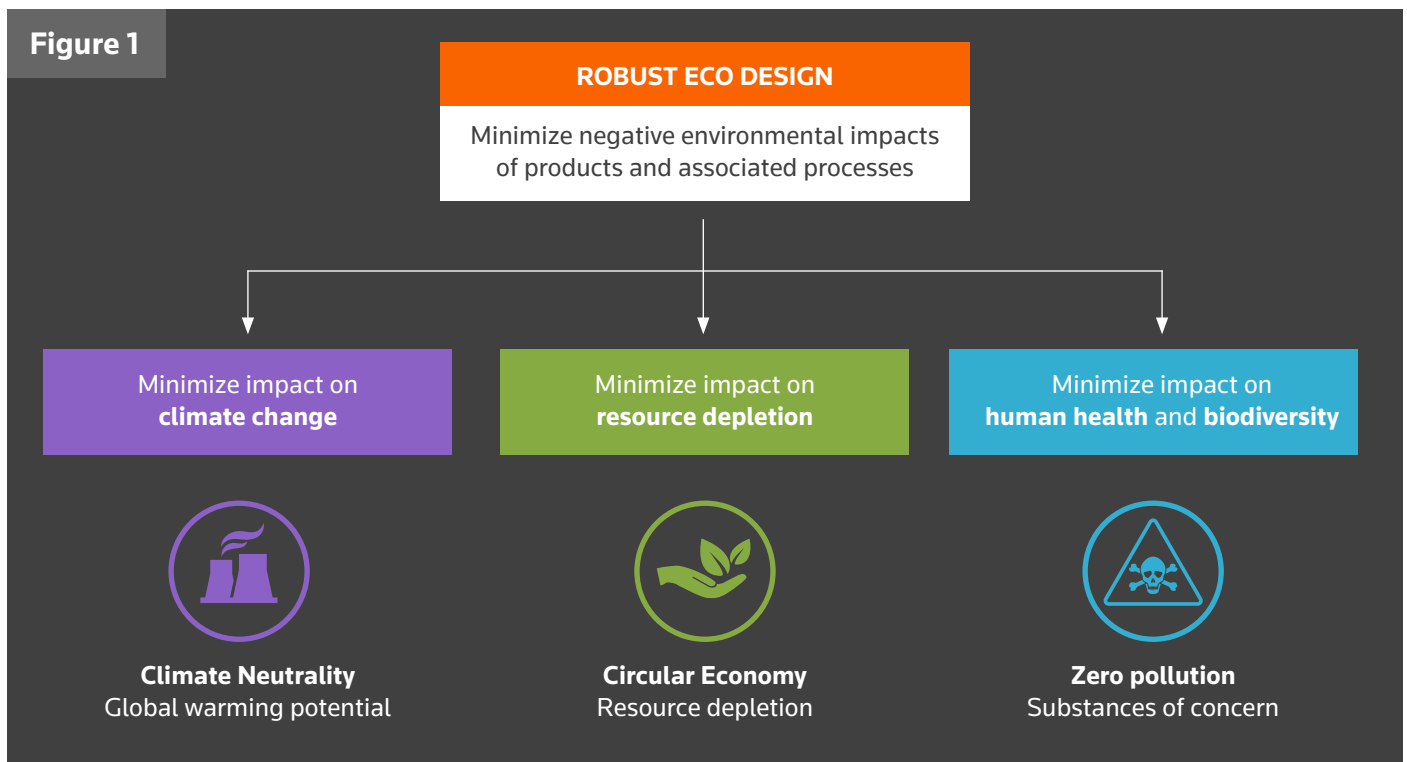 Figure 1
ROBUST ECO DESIGN
Minimize negative environmental impacts
of products and associated processes
Minimize impact on
climate change
Minimize impact on
resource depletion
Minimize impact on
human health and biodiversity
Climate Neutrality
Global warming potential
Circular Economy
Resource depletion
Zero pollution
Substances of concern